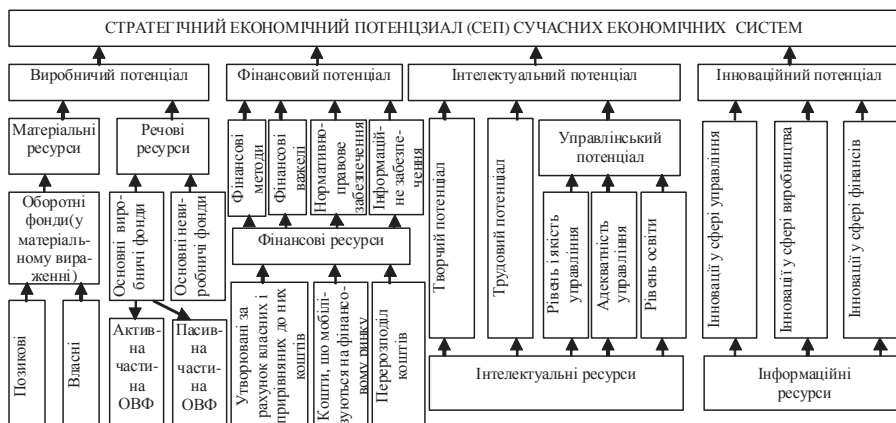 СТРАТЕГІЧНИЙ ЕКОНОМІЧНИЙ ПОТЕНЦЗИАЛ (СЕП) СУЧАСНИХ ЕКОНОМІЧНИХ СИСТЕМ
Виробничий потенціал
Фінансовий потенціал
Інтелектуальний потенціал
Інноваційний потенціал
Матеріальні
ресурси
Речові
ресурси
Оборотні
фонди(у
матеріаль-
ному вира-
женні)
Основні виро-
бничі фонди
Основні неви-
робничі фонди
Позикові
Власні
Актив-
на
части-
на
ОВФ
Пасив-
на
части-
на
ОВФ
Фінансові
методи
Фінансові
важелі
Нормативно-
правове
забезпечення
Інформацій-
не забезпе-
чення
Фінансові ресурси
Утворювані за
рахунок власних і
прирівняних до них
коштів
Кошти, що мобілі-
зуються на фінансо-
вому ринку
Перерозподіл
коштів
Творчий потенціал
Трудовий потенціал
Управлінський
потенціал
Рівень і якість
управління
Адекватність
управління
Рівень освіти
Інтелектуальні ресурси
Інновації у сфері управління
Інновації у сфері виробництва
Інновації у сфері фінансів
Інформаційні
ресурси